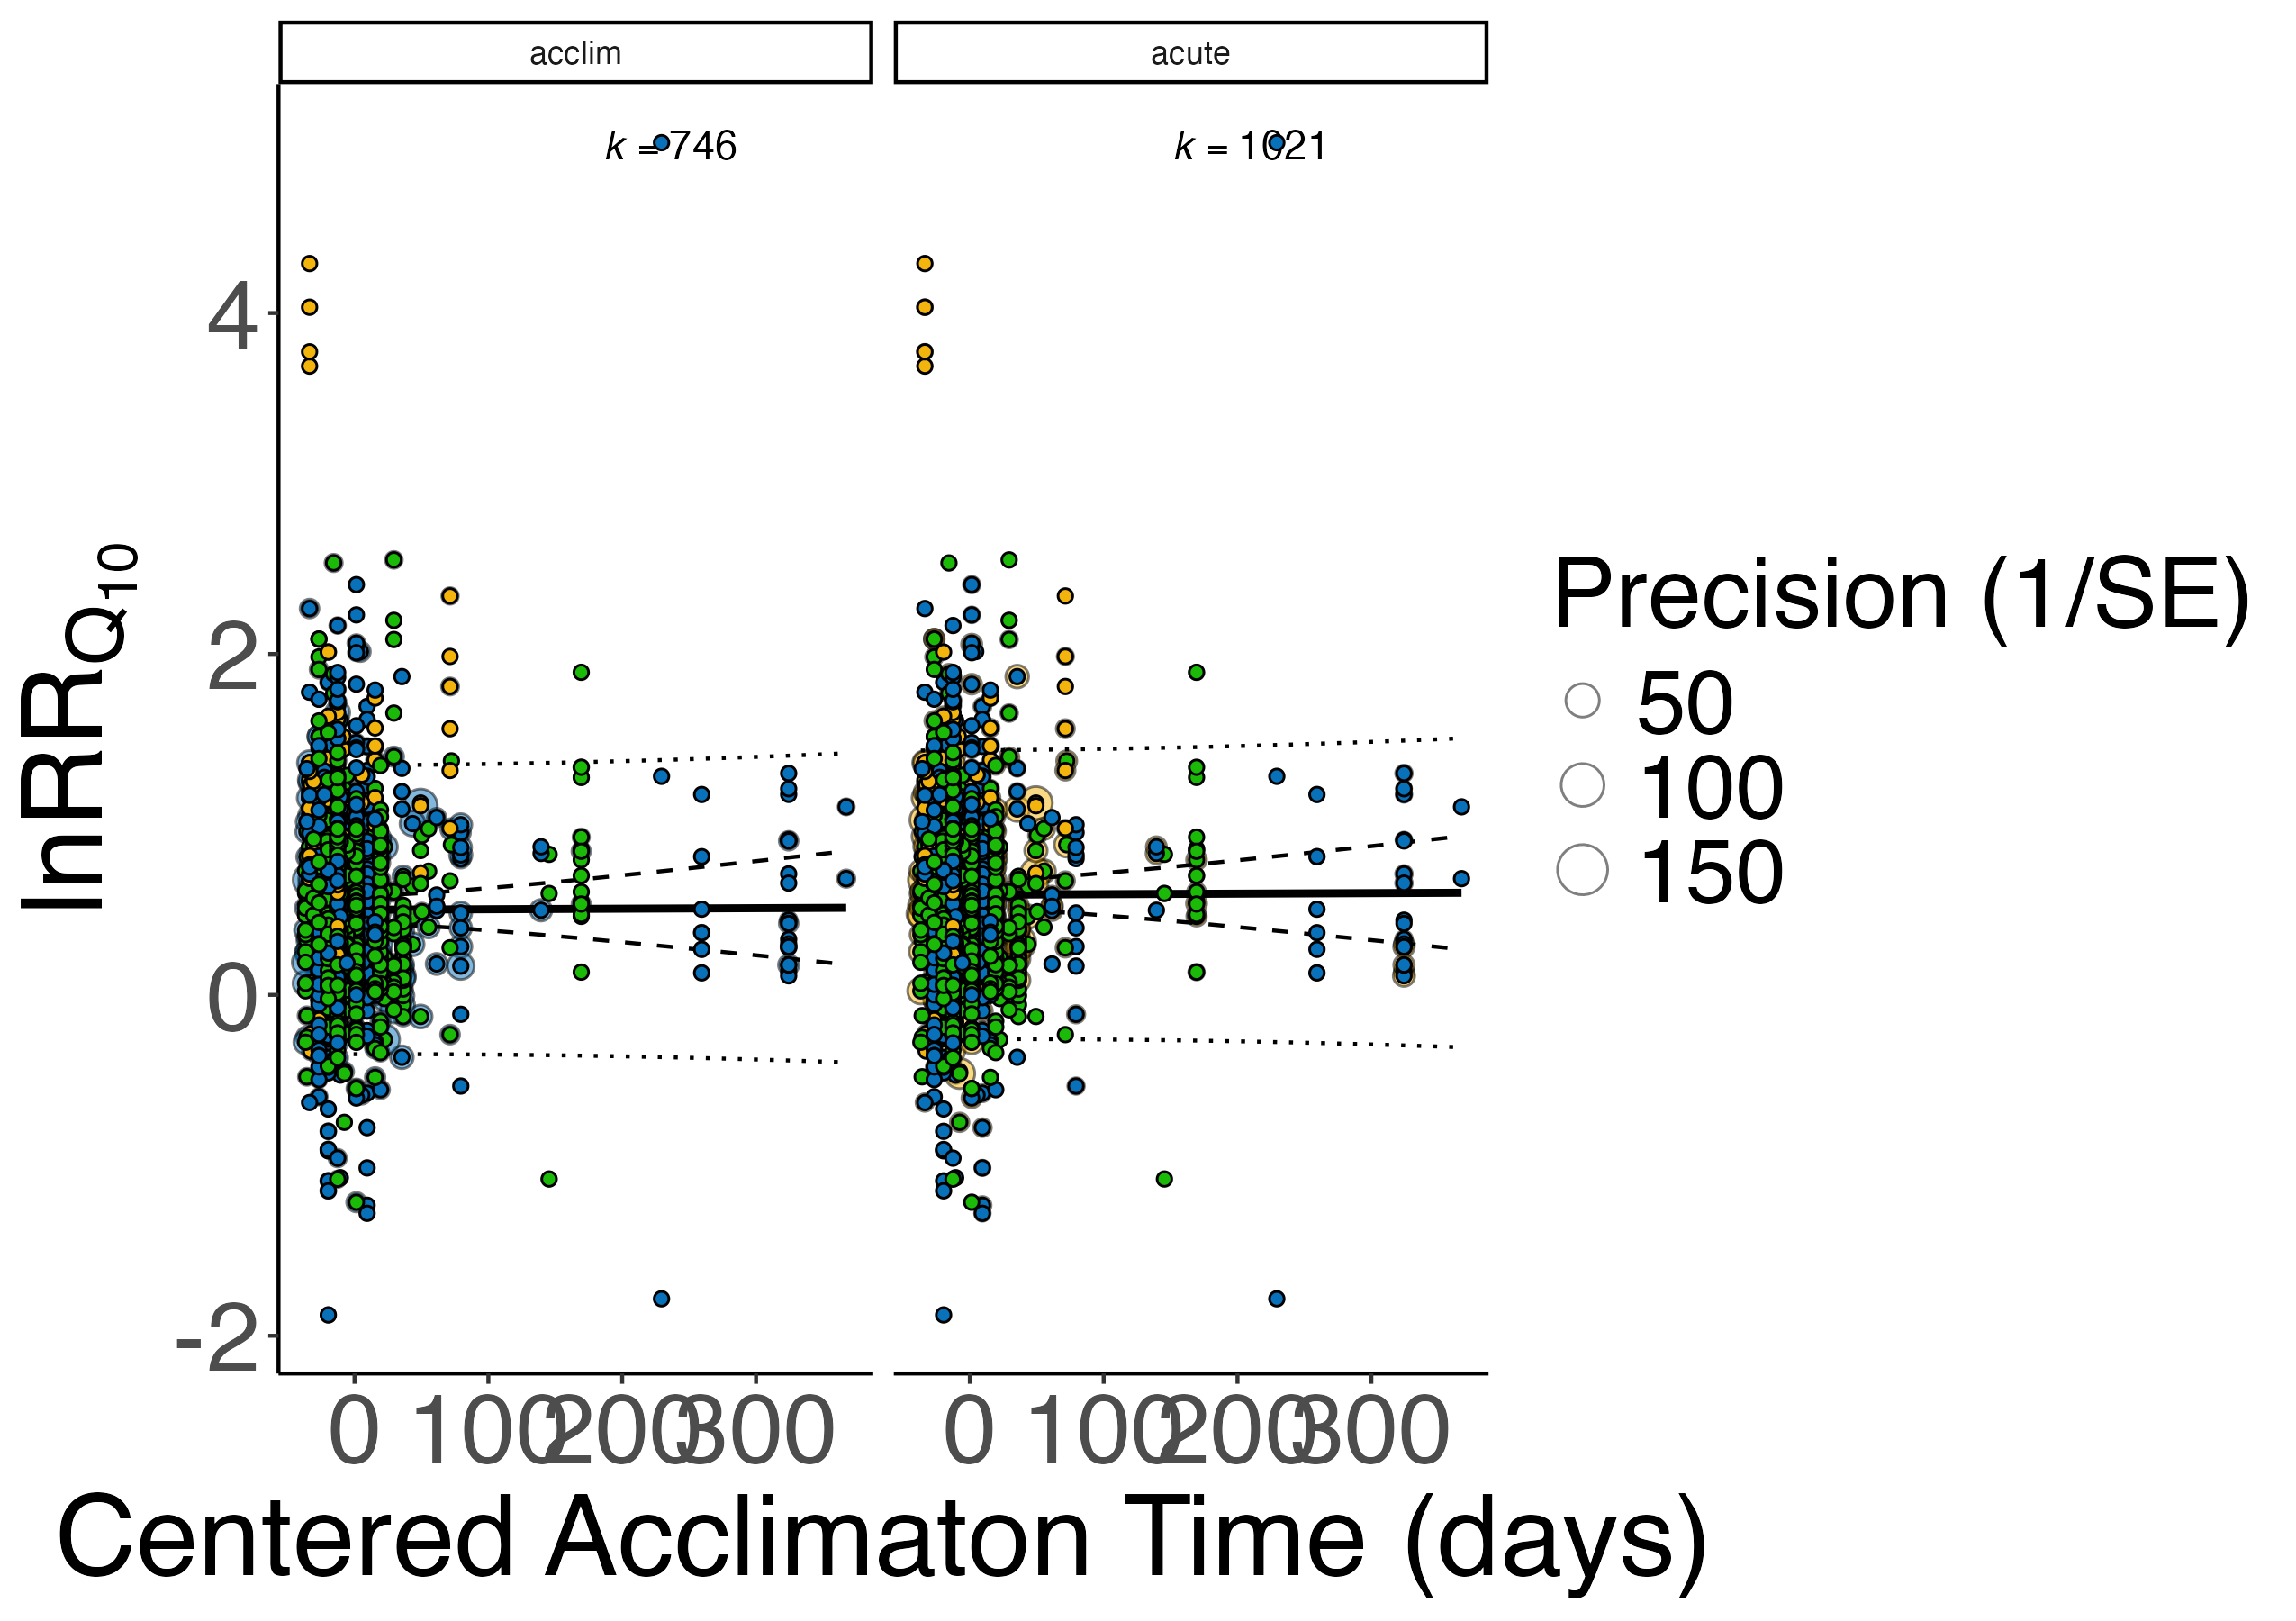 acclim
acute
k = 746
k = 1021
lnRRQ10
4
2
0
-2
0 100 200 300
0 100 200 300
Centered Acclimaton Time (days)
Precision (1/SE)
50
100
150